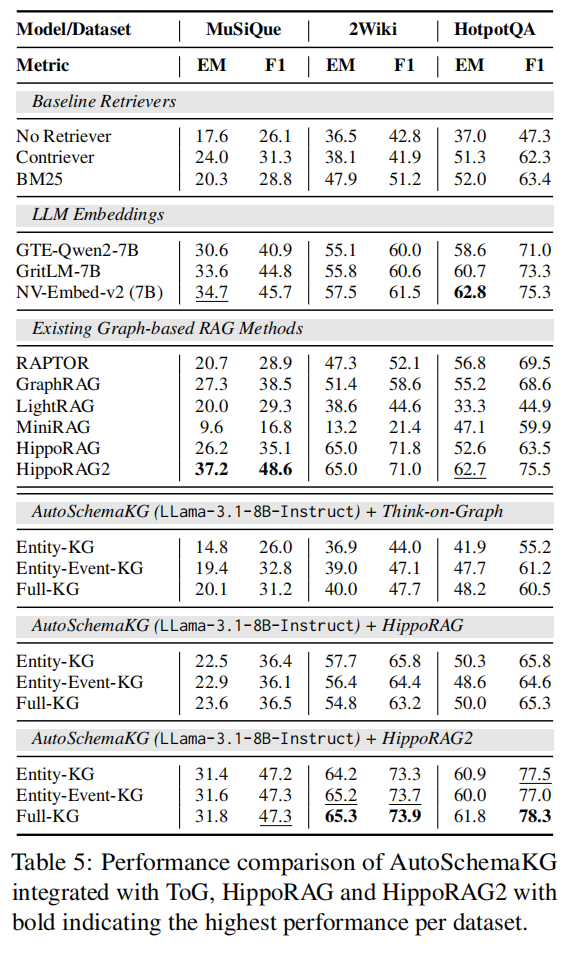 Model/Dataset MuSiQue 2Wiki HotpotQA
Metric EM F1 EM F1 EM F1
Baseline Retrievers
No Retriever 17.6 26.1 36.5 42.8 37.0 47.3
Contriever 24.0 31.3 38.1 41.9 51.3 62.3
BM25 20.3 28.8 47.9 51.2 52.0 63.4
LLM Embeddings
GTE-Qwen2-7B 30.6 40.9 55.1 60.0 58.6 71.0
GritLM-7B 33.6 44.8 55.8 60.6 60.7 73.3
NV-Embed-v2 (7B) 34.7 45.7 57.5 61.5 62.8 75.3
Existing Graph-based RAG Methods
RAPTOR 20.7 28.9 47.3 52.1 56.8 69.5
GraphRAG 27.3 38.5 51.4 58.6 55.2 68.6
LightRAG 20.0 29.3 38.6 44.6 33.3 44.9
MiniRAG 9.6 16.8 13.2 21.4 47.1 59.9
HippoRAG 26.2 35.1 65.0 71.8 52.6 63.5
HippoRAG2 37.2 48.6 65.0 71.0 62.7 75.5
AutoSchemaKG (LLama-3.1-8B-Instruct) + Think-on-Graph
Entity-KG 14.8 26.0 36.9 44.0 41.9 55.2
Entity-Event-KG 19.4 32.8 39.0 47.1 47.7 61.2
Full-KG 20.1 31.2 40.0 47.7 48.2 60.5
AutoSchemaKG (LLama-3.1-8B-Instruct) + HippoRAG
Entity-KG 22.5 36.4 57.7 65.8 50.3 65.8
Entity-Event-KG 22.9 36.1 56.4 64.4 48.6 64.6
Full-KG 23.6 36.5 54.8 63.2 50.0 65.3
AutoSchemaKG (LLama-3.1-8B-Instruct) + HippoRAG2
Entity-KG 31.4 47.2 64.2 73.3 60.9 77.5
Entity-Event-KG 31.6 47.3 65.2 73.7 60.0 77.0
Full-KG 31.8 47.3 65.3 73.9 61.8 78.3
Table 5: Performance comparison of AutoSchemaKG
integrated with ToG, HippoRAG and HippoRAG2 with
bold indicating the highest performance per dataset.